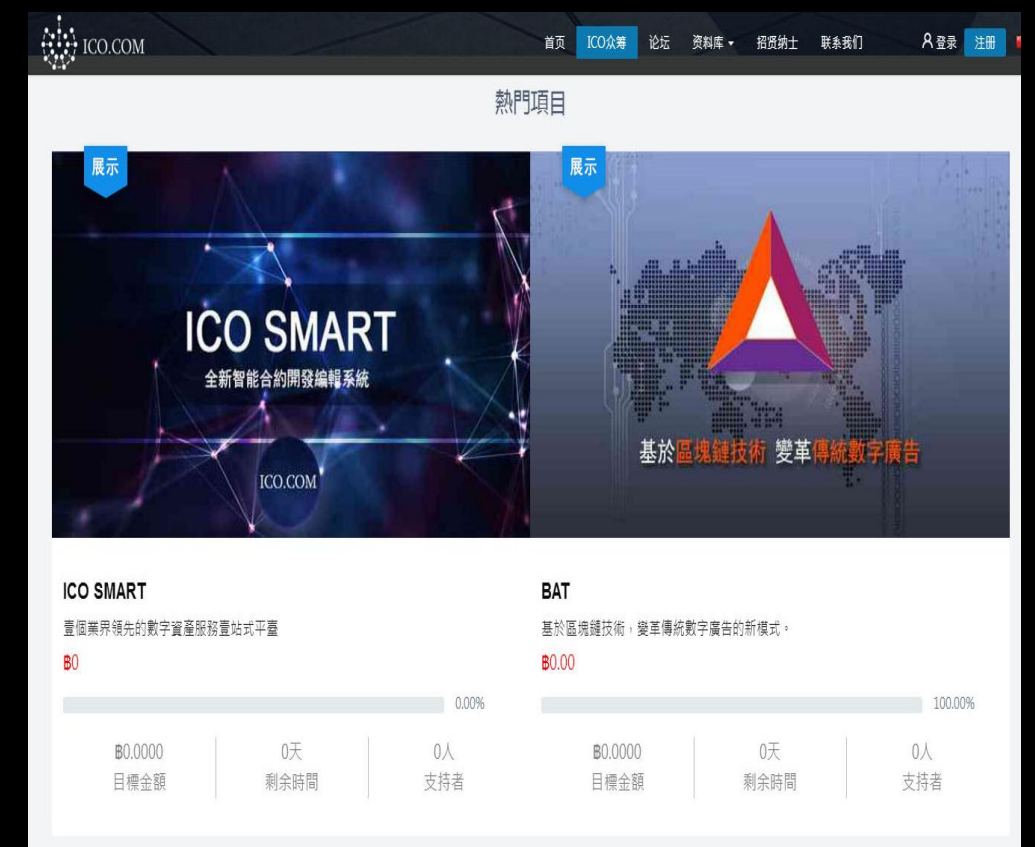 ICO.COM
首页 ICO众筹 论坛 资料库 招贤纳士 联系我们 登录 注册
熱門項目
展示
ICO SMART
全新智能合約開發編輯系統
ICO.COM
展示
基於區塊鏈技術 變革傳統數字廣告
ICO SMART
壹個業界領先的數字資產服務壹站式平臺
฿0
0.00%
฿0.0000 0天 0人
目標金額 剩余時間 支持者
BAT
基於區塊鏈技術，變革傳統數字廣告的新模式。
฿0.00
100.00%
฿0.0000 0天 0人
目標金額 剩余時間 支持者